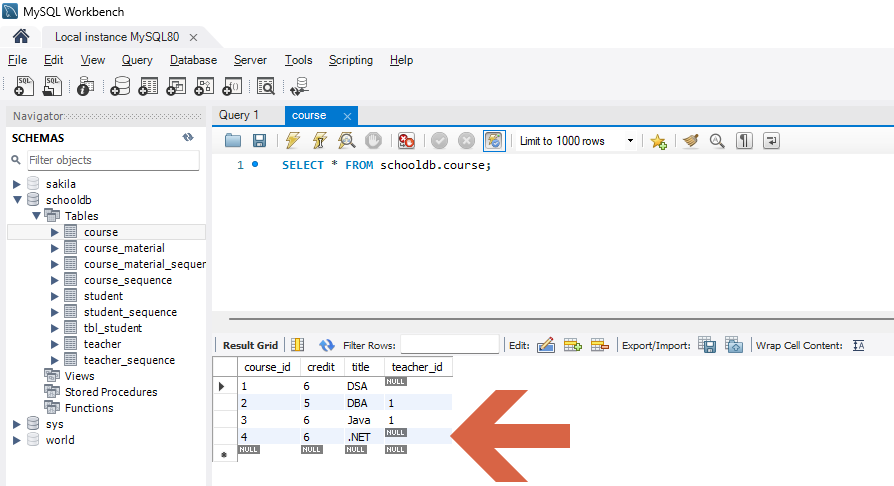 MySQL Workbench
Local instance MySQL80
File Edit View Query Database Server Tools Scripting Help
Navigator
SCHEMAS
Filter objects
sakila
schooldb
Tables
course
course_material
course_material_sequen
course_sequence
student
student_sequence
tbl_student
teacher
teacher_sequence
Views
Stored Procedures
Functions
sys
world
Query 1 course
Limit to 1000 rows
1 SELECT * FROM schooldb.course;
Result Grid Filter Rows: Edit: Export/Import: Wrap Cell Content: IA
course_id credit title teacher_id
1 6 DSA NULL
2 5 DBA 1
3 6 Java 1
4 6 .NET NULL
NULL NULL NULL NULL